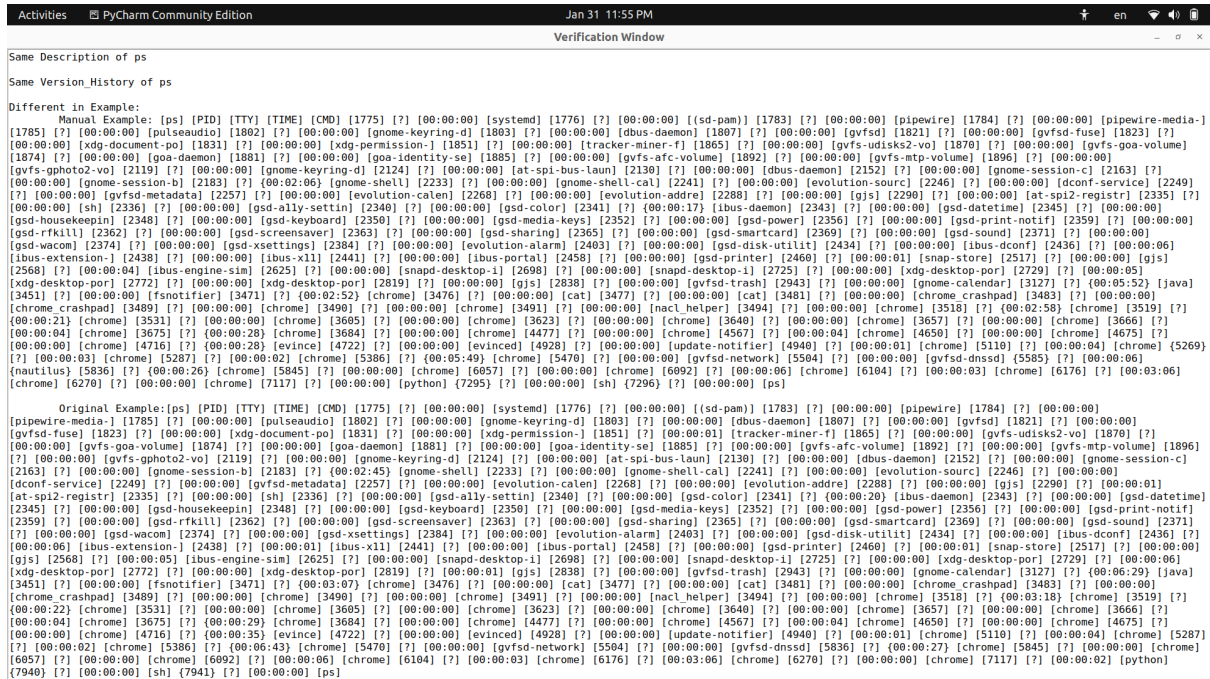 Activities PyCharm Community Edition Jan 31 11:55 PM en
Verification Window
Same Description of ps
Same Version_History of ps
Different in Example:
Manual Example: [ps] [PID] [TTY] [TIME] [CMD] [1775] [?] [00:00:00] [systemd] [1776] [?] [00:00:00] [(sd-pam)] [1783] [?] [00:00:00] [pipewire] [1784] [?] [00:00:00] [pipewire-media-]
[1785] [?] [00:00:00] [pulseaudio] [1802] [?] [00:00:00] [gnome-keyring-d] [1803] [?] [00:00:00] [dbus-daemon] [1807] [?] [00:00:00] [gvfsd] [1821] [?] [00:00:00] [gvfsd-fuse] [1823] [?]
[00:00:00] [xdg-document-po] [1831] [?] [00:00:00] [xdg-permission-] [1851] [?] [00:00:00] [tracker-miner-f] [1865] [?] [00:00:00] [gvfs-udisks2-vo] [1870] [?] [00:00:00] [gvfs-goa-volume]
[1874] [?] [00:00:00] [goa-daemon] [1881] [?] [00:00:00] [goa-identity-se] [1885] [?] [00:00:00] [gvfs-afc-volume] [1892] [?] [00:00:00] [gvfs-mtp-volume] [1896] [?] [00:00:00]
[gvfs-gphoto2-vo] [2119] [?] [00:00:00] [gnome-keyring-d] [2124] [?] [00:00:00] [at-spi-bus-laun] [2130] [?] [00:00:00] [dbus-daemon] [2152] [?] [00:00:00] [gnome-session-c] [2163] [?]
[00:00:00] [gnome-session-b] [2183] [?] {00:02:06} [gnome-shell] [2233] [?] [00:00:00] [gnome-shell-cal] [2241] [?] [00:00:00] [evolution-sourc] [2246] [?] [00:00:00] [dconf-service] [2249]
[?] [00:00:00] [gvfsd-metadata] [2257] [?] [00:00:00] [evolution-calen] [2268] [?] [00:00:00] [evolution-addre] [2288] [?] [00:00:00] [gjs] [2290] [?] [00:00:00] [at-spi2-registr] [2335] [?]
[00:00:00] [sh] [2336] [?] [00:00:00] [gsd-a11y-settin] [2340] [?] [00:00:00] [gsd-color] [2341] [?] {00:00:17} [ibus-daemon] [2343] [?] [00:00:00] [gsd-datetime] [2345] [?] [00:00:00]
[gsd-housekeepin] [2348] [?] [00:00:00] [gsd-keyboard] [2350] [?] [00:00:00] [gsd-media-keys] [2352] [?] [00:00:00] [gsd-power] [2356] [?] [00:00:00] [gsd-print-notif] [2359] [?] [00:00:00]
[gsd-rfkill] [2362] [?] [00:00:00] [gsd-screensaver] [2363] [?] [00:00:00] [gsd-sharing] [2365] [?] [00:00:00] [gsd-smartcard] [2369] [?] [00:00:00] [gsd-sound] [2371] [?] [00:00:00]
[gsd-wacom] [2374] [?] [00:00:00] [gsd-xsettings] [2384] [?] [00:00:00] [evolution-alarm] [2403] [?] [00:00:00] [gsd-disk-utilit] [2434] [?] [00:00:00] [ibus-dconf] [2436] [?] [00:00:06]
[ibus-extension-] [2438] [?] [00:00:00] [ibus-x11] [2441] [?] [00:00:00] [ibus-portal] [2458] [?] [00:00:00] [gsd-printer] [2460] [?] [00:00:01] [snap-store] [2517] [?] [00:00:00] [gjs]
[2568] [?] [00:00:04] [ibus-engine-sim] [2625] [?] [00:00:00] [snapd-desktop-i] [2698] [?] [00:00:00] [snapd-desktop-i] [2725] [?] [00:00:00] [xdg-desktop-por] [2729] [?] [00:00:05]
[xdg-desktop-por] [2772] [?] [00:00:00] [xdg-desktop-por] [2819] [?] [00:00:00] [gjs] [2838] [?] [00:00:00] [gvfsd-trash] [2943] [?] [00:00:00] [gnome-calendar] [3127] [?] {00:05:52} [java]
[3451] [?] [00:00:00] [fsnotifier] [3471] [?] {00:02:52} [chrome] [3476] [?] [00:00:00] [cat] [3477] [?] [00:00:00] [cat] [3481] [?] [00:00:00] [chrome_crashpad] [3483] [?] [00:00:00]
[chrome_crashpad] [3489] [?] [00:00:00] [chrome] [3490] [?] [00:00:00] [chrome] [3491] [?] [00:00:00] [nacl_helper] [3494] [?] [00:00:00] [chrome] [3518] [?] {00:02:58} [chrome] [3519] [?]
{00:00:21} [chrome] [3531] [?] [00:00:00] [chrome] [3605] [?] [00:00:00] [chrome] [3623] [?] [00:00:00] [chrome] [3640] [?] [00:00:00] [chrome] [3657] [?] [00:00:00] [chrome] [3666] [?]
[00:00:04] [chrome] [3675] [?] {00:00:28} [chrome] [3684] [?] [00:00:00] [chrome] [4477] [?] [00:00:00] [chrome] [4567] [?] [00:00:04] [chrome] [4650] [?] [00:00:00] [chrome] [4675] [?]
[00:00:00] [chrome] [4716] [?] {00:00:28} [evince] [4722] [?] [00:00:00] [evinced] [4928] [?] [00:00:00] [update-notifier] [4940] [?] [00:00:01] [chrome] [5110] [?] [00:00:04] [chrome] {5269}
[?] [00:00:03] [chrome] [5287] [?] [00:00:02] [chrome] [5386] [?] {00:05:49} [chrome] [5470] [?] [00:00:00] [gvfsd-network] [5504] [?] [00:00:00] [gvfsd-dnssd] {5585} [?] [00:00:06]
{nautilus} [5836] [?] {00:00:26} [chrome] [5845] [?] [00:00:00] [chrome] [6057] [?] [00:00:00] [chrome] [6092] [?] [00:00:06] [chrome] [6104] [?] [00:00:03] [chrome] [6176] [?] [00:03:06]
[chrome] [6270] [?] [00:00:00] [chrome] [7117] [?] [00:00:00] [python] {7295} [?] [00:00:00] [sh] {7296} [?] [00:00:00] [ps]
Original Example:[ps] [PID] [TTY] [TIME] [CMD] [1775] [?] [00:00:00] [systemd] [1776] [?] [00:00:00] [(sd-pam)] [1783] [?] [00:00:00] [pipewire] [1784] [?] [00:00:00]
[pipewire-media-] [1785] [?] [00:00:00] [pulseaudio] [1802] [?] [00:00:00] [gnome-keyring-d] [1803] [?] [00:00:00] [dbus-daemon] [1807] [?] [00:00:00] [gvfsd] [1821] [?] [00:00:00]
[gvfsd-fuse] [1823] [?] [00:00:00] [xdg-document-po] [1831] [?] [00:00:00] [xdg-permission-] [1851] [?] [00:00:01] [tracker-miner-f] [1865] [?] [00:00:00] [gvfs-udisks2-vo] [1870] [?]
[00:00:00] [gvfs-goa-volume] [1874] [?] [00:00:00] [goa-daemon] [1881] [?] [00:00:00] [goa-identity-se] [1885] [?] [00:00:00] [gvfs-afc-volume] [1892] [?] [00:00:00] [gvfs-mtp-volume] [1896]
[?] [00:00:00] [gvfs-gphoto2-vo] [2119] [?] [00:00:00] [gnome-keyring-d] [2124] [?] [00:00:00] [at-spi-bus-laun] [2130] [?] [00:00:00] [dbus-daemon] [2152] [?] [00:00:00] [gnome-session-c]
[2163] [?] [00:00:00] [gnome-session-b] [2183] [?] {00:02:45} [gnome-shell] [2233] [?] [00:00:00] [gnome-shell-cal] [2241] [?] [00:00:00] [evolution-sourc] [2246] [?] [00:00:00]
[dconf-service] [2249] [?] [00:00:00] [gvfsd-metadata] [2257] [?] [00:00:00] [evolution-calen] [2268] [?] [00:00:00] [evolution-addre] [2288] [?] [00:00:00] [gjs] [2290] [?] [00:00:01]
[at-spi2-registr] [2335] [?] [00:00:00] [sh] [2336] [?] [00:00:00] [gsd-a11y-settin] [2340] [?] [00:00:00] [gsd-color] [2341] [?] {00:00:20} [ibus-daemon] [2343] [?] [00:00:00] [gsd-datetime]
[2345] [?] [00:00:00] [gsd-housekeepin] [2348] [?] [00:00:00] [gsd-keyboard] [2350] [?] [00:00:00] [gsd-media-keys] [2352] [?] [00:00:00] [gsd-power] [2356] [?] [00:00:00] [gsd-print-notif]
[2359] [?] [00:00:00] [gsd-rfkill] [2362] [?] [00:00:00] [gsd-screensaver] [2363] [?] [00:00:00] [gsd-sharing] [2365] [?] [00:00:00] [gsd-smartcard] [2369] [?] [00:00:00] [gsd-sound] [2371]
[?] [00:00:00] [gsd-wacom] [2374] [?] [00:00:00] [gsd-xsettings] [2384] [?] [00:00:00] [evolution-alarm] [2403] [?] [00:00:00] [gsd-disk-utilit] [2434] [?] [00:00:00] [ibus-dconf] [2436] [?]
[00:00:06] [ibus-extension-] [2438] [?] [00:00:01] [ibus-x11] [2441] [?] [00:00:00] [ibus-portal] [2458] [?] [00:00:00] [gsd-printer] [2460] [?] [00:00:01] [snap-store] [2517] [?] [00:00:00]
[gjs] [2568] [?] [00:00:05] [ibus-engine-sim] [2625] [?] [00:00:00] [snapd-desktop-i] [2698] [?] [00:00:00] [snapd-desktop-i] [2725] [?] [00:00:00] [xdg-desktop-por] [2729] [?] [00:00:06]
[xdg-desktop-por] [2772] [?] [00:00:00] [xdg-desktop-por] [2819] [?] [00:00:01] [gjs] [2838] [?] [00:00:00] [gvfsd-trash] [2943] [?] [00:00:00] [gnome-calendar] [3127] [?] {00:06:29} [java]
[3451] [?] [00:00:00] [fsnotifier] [3471] [?] {00:03:07} [chrome] [3476] [?] [00:00:00] [cat] [3477] [?] [00:00:00] [cat] [3481] [?] [00:00:00] [chrome_crashpad] [3483] [?] [00:00:00]
[chrome_crashpad] [3489] [?] [00:00:00] [chrome] [3490] [?] [00:00:00] [chrome] [3491] [?] [00:00:00] [nacl_helper] [3494] [?] [00:00:00] [chrome] [3518] [?] {00:03:18} [chrome] [3519] [?]
{00:00:22} [chrome] [3531] [?] [00:00:00] [chrome] [3605] [?] [00:00:00] [chrome] [3623] [?] [00:00:00] [chrome] [3640] [?] [00:00:00] [chrome] [3657] [?] [00:00:00] [chrome] [3666] [?]
[00:00:04] [chrome] [3675] [?] {00:00:29} [chrome] [3684] [?] [00:00:00] [chrome] [4477] [?] [00:00:00] [chrome] [4567] [?] [00:00:04] [chrome] [4650] [?] [00:00:00] [chrome] [4675] [?]
[00:00:00] [chrome] [4716] [?] {00:00:35} [evince] [4722] [?] [00:00:00] [evinced] [4928] [?] [00:00:00] [update-notifier] [4940] [?] [00:00:01] [chrome] [5110] [?] [00:00:04] [chrome] [5287]
[?] [00:00:02] [chrome] [5386] [?] {00:06:43} [chrome] [5470] [?] [00:00:00] [gvfsd-network] [5504] [?] [00:00:00] [gvfsd-dnssd] [5836] [?] {00:00:27} [chrome] [5845] [?] [00:00:00] [chrome]
[6057] [?] [00:00:00] [chrome] [6092] [?] [00:00:06] [chrome] [6104] [?] [00:00:03] [chrome] [6176] [?] [00:03:06] [chrome] [6270] [?] [00:00:00] [chrome] [7117] [?] [00:00:02] [python]
{7940} [?] [00:00:00] [sh] {7941} [?] [00:00:00] [ps]